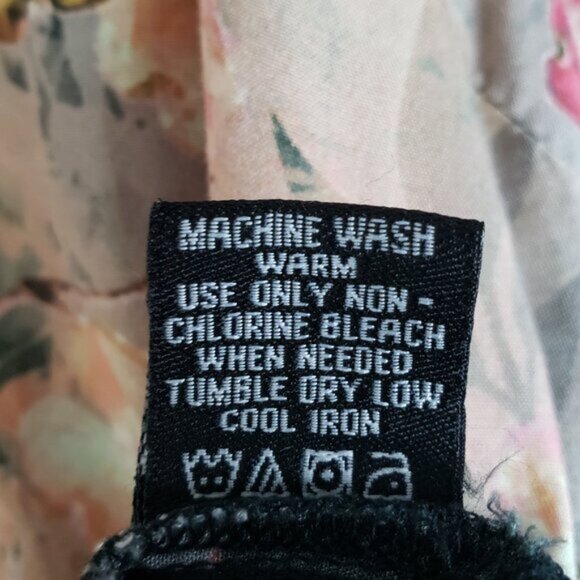 MACHINE WASH
WARM
USE ONLY NON -
CHLORINE BLEACH
WHEN NEEDED
TUMBLE DRY LOW
COOL IRON